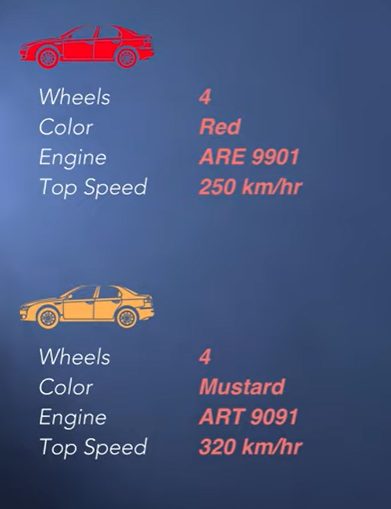 Wheels 4
Color Red
Engine ARE 9901
Top Speed 250 km/hr
Wheels 4
Color Mustard
Engine ART 9091
Top Speed 320 km/hr